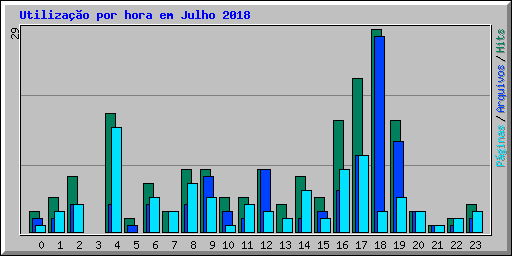 Utilização por hora em Julho 2018
29
Páginas / Arquivos / Hits
0 1 2 3 4 5 6 7 8 9 10 11 12 13 14 15 16 17 18 19 20 21 22 23